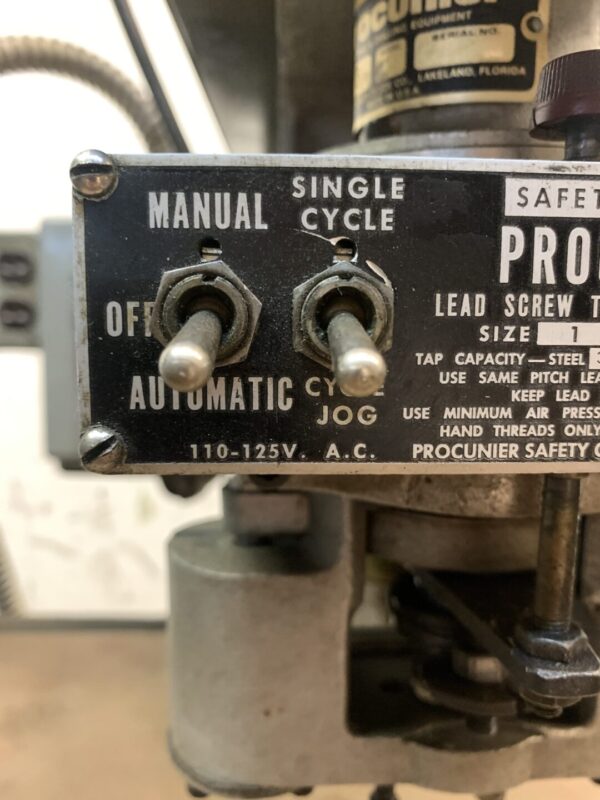 SERIAL NO.
LAKELAND, FLORIDA
U.S.A.
MANUAL
SINGLE
CYCLE
OFF
AUTOMATIC
CYCLE
JOG
110-125V. A.C.
SAFET
PROC
LEAD SCREW T
SIZE 1
TAP CAPACITY—STEEL
USE SAME PITCH LEA
KEEP LEAD
USE MINIMUM AIR PRESS
HAND THREADS ONLY
PROCUNIER SAFETY C